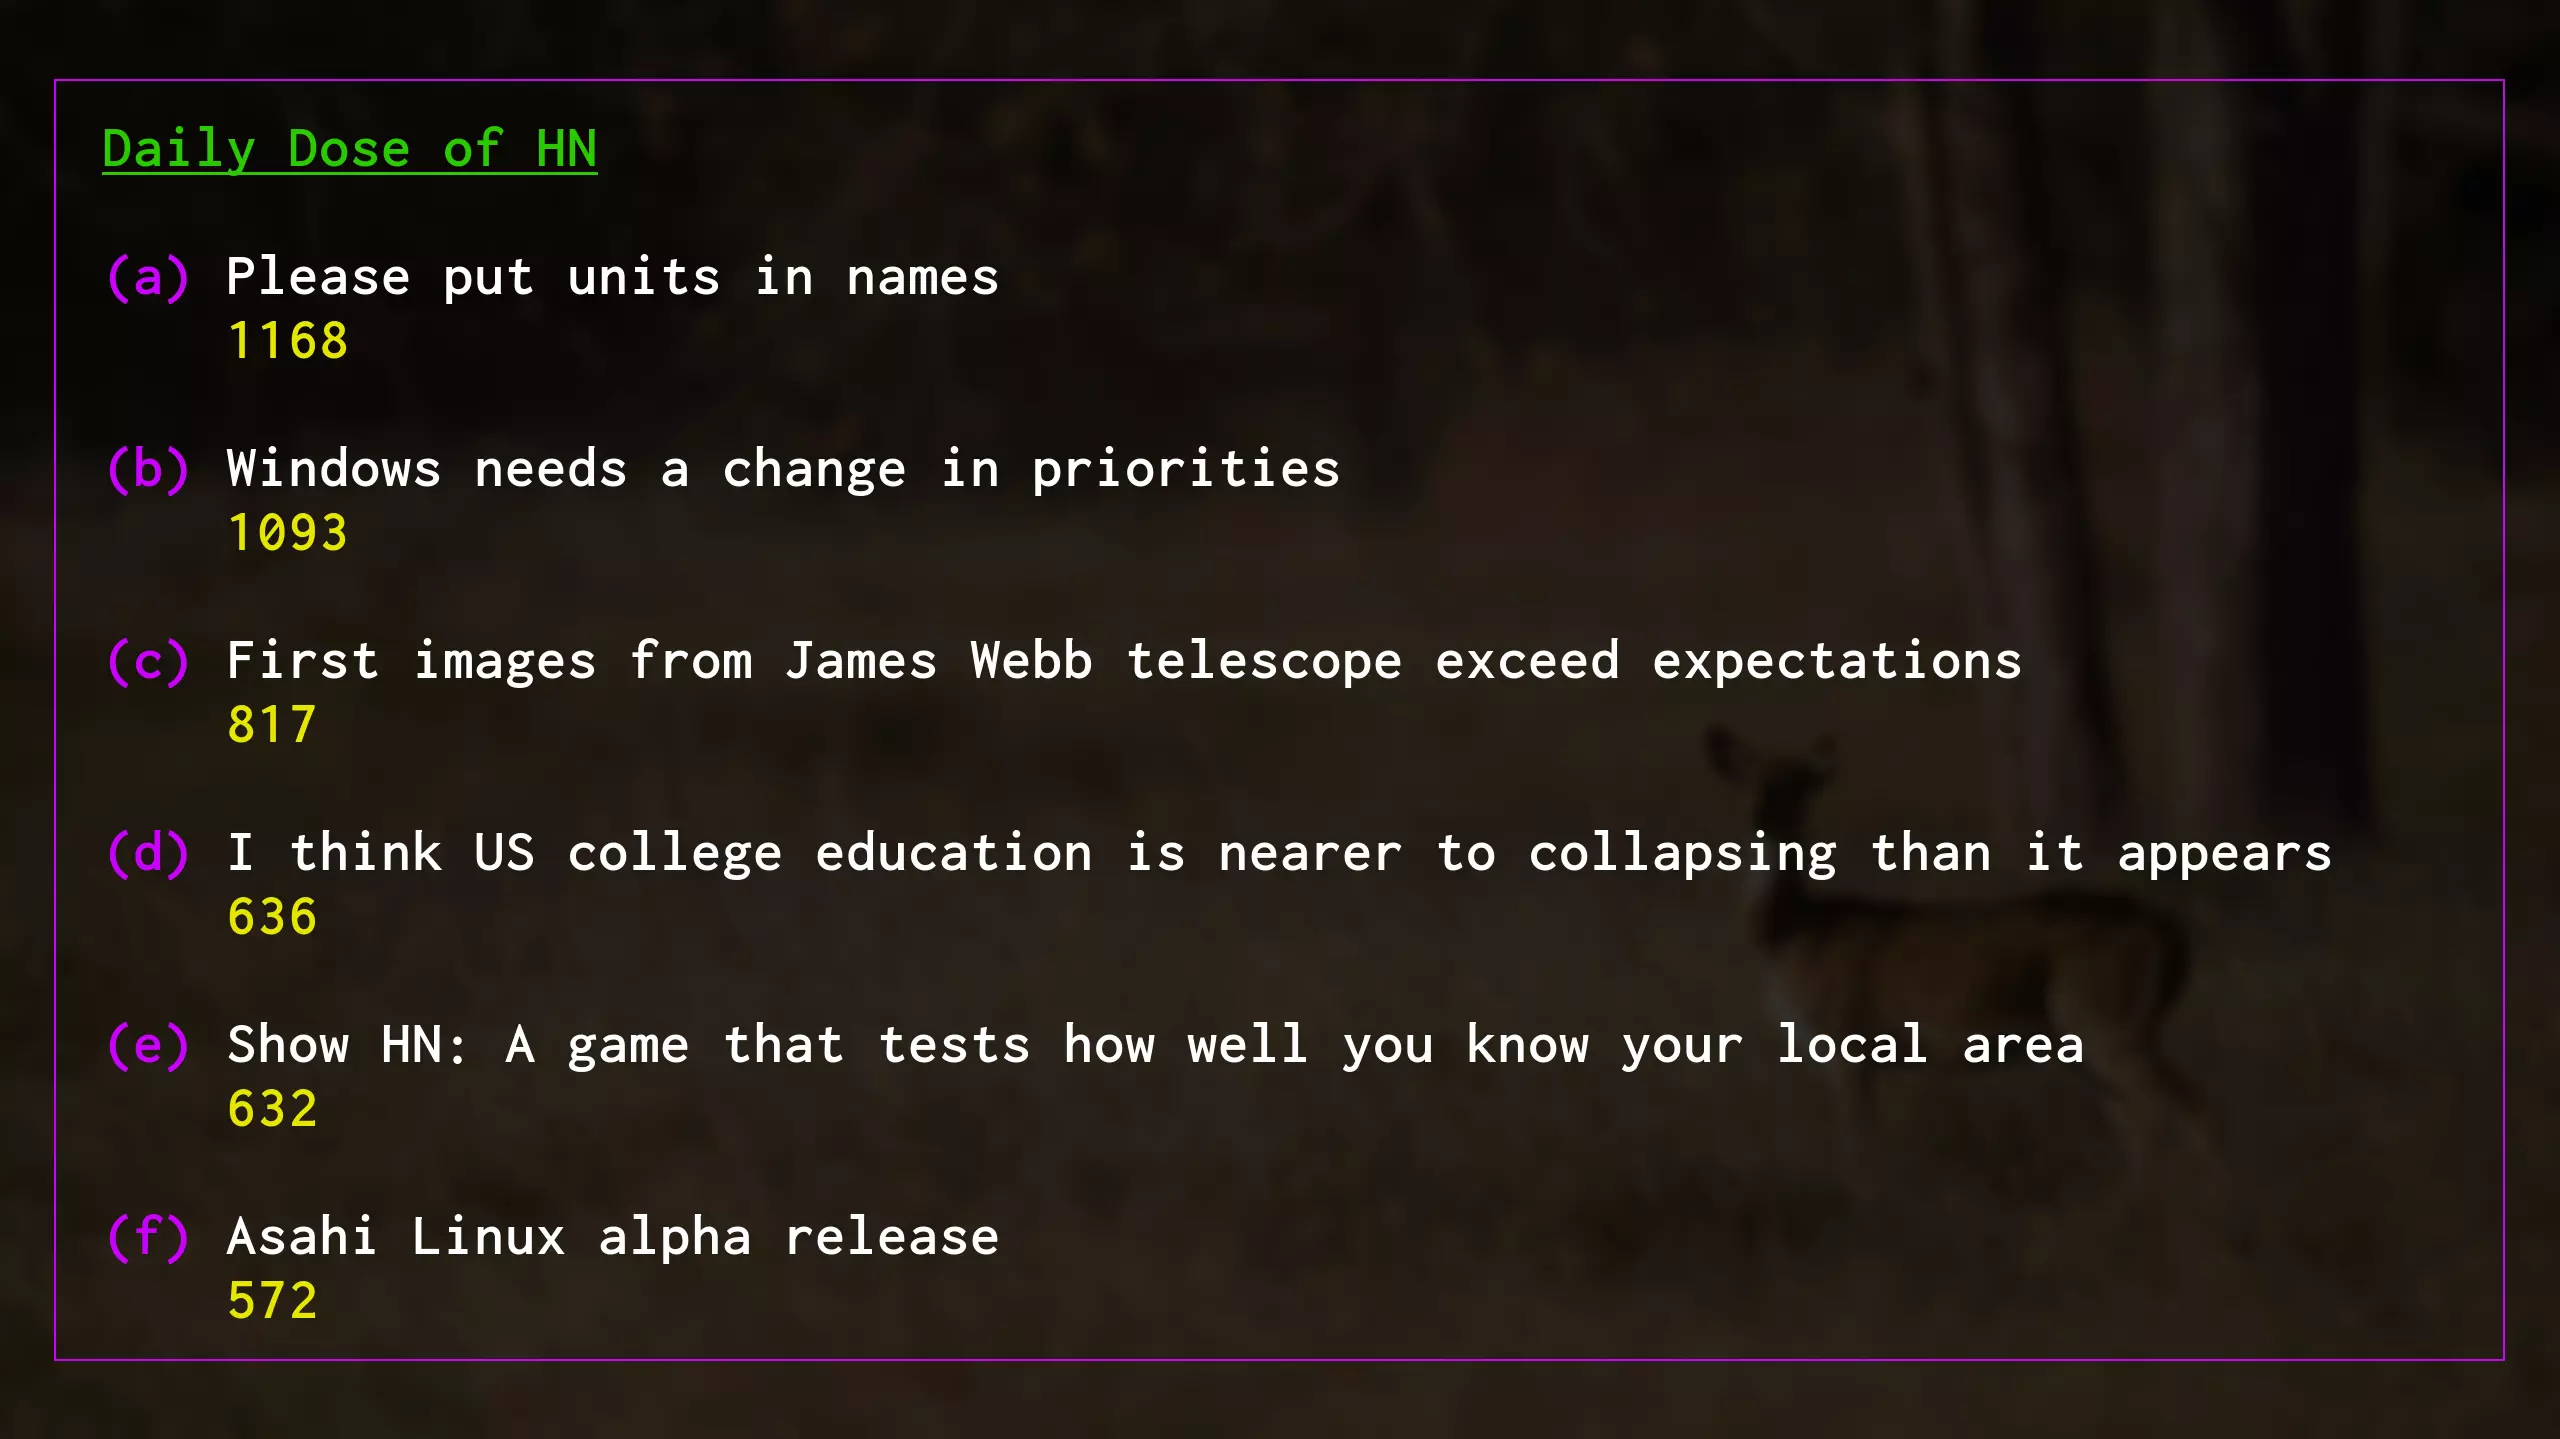 Daily Dose of HN
(a) Please put units in names
1168
(b) Windows needs a change in priorities
1093
(c) First images from James Webb telescope exceed expectations
817
(d) I think US college education is nearer to collapsing than it appears
636
(e) Show HN: A game that tests how well you know your local area
632
(f) Asahi Linux alpha release
572